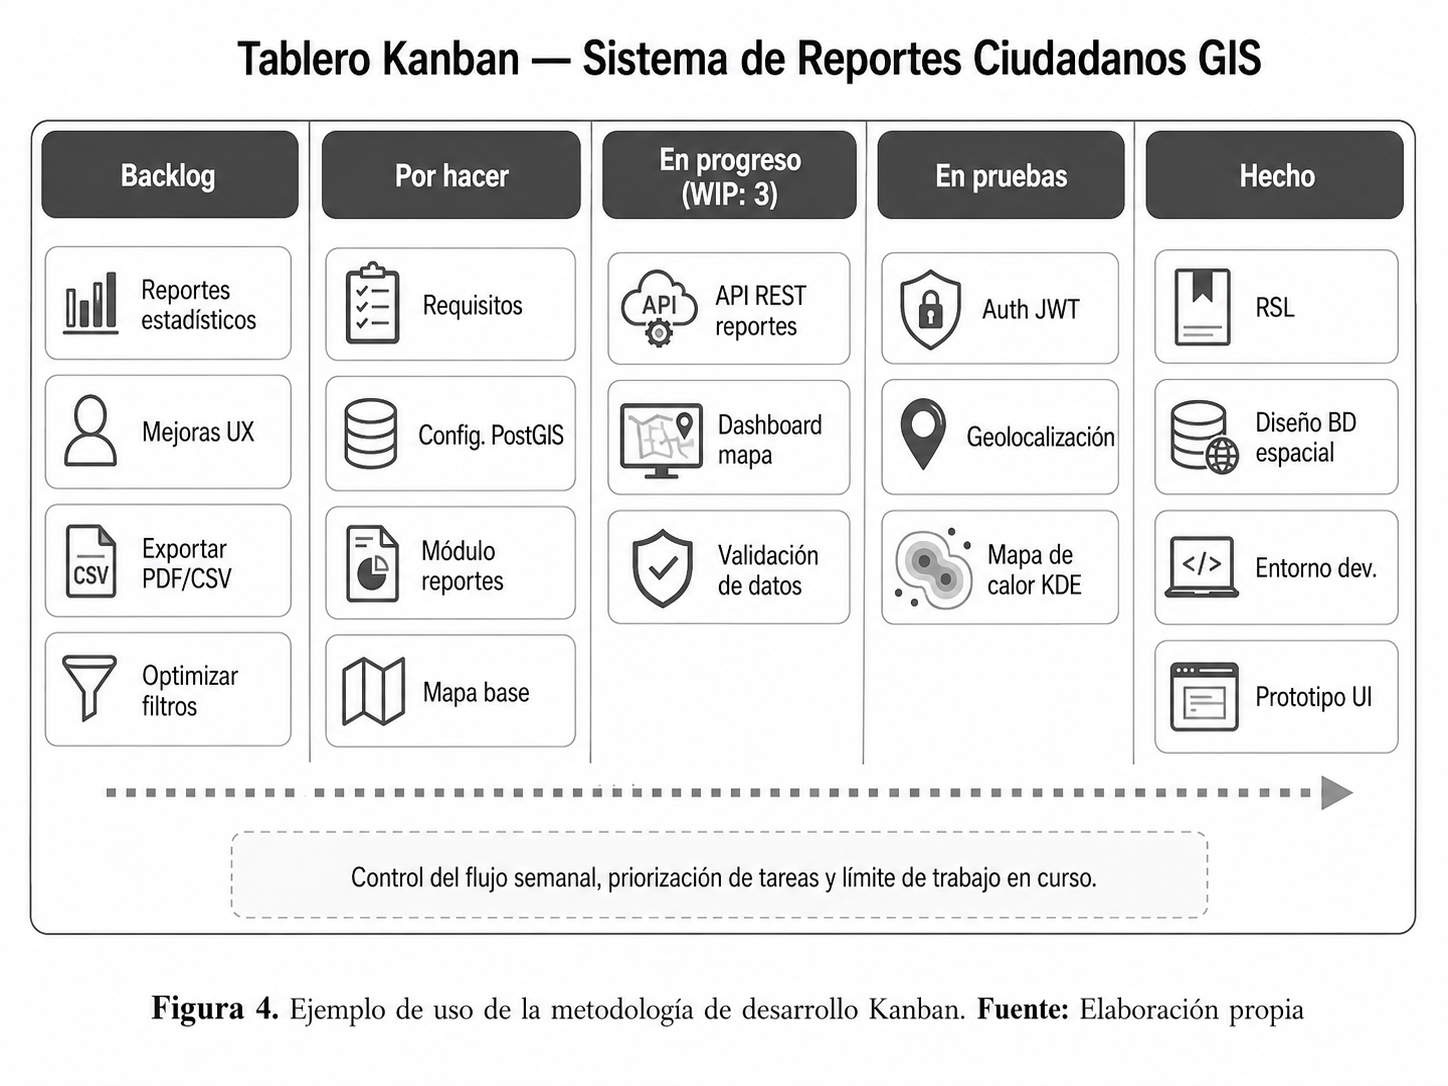 Tablero Kanban — Sistema de Reportes Ciudadanos GIS
Backlog
Reportes
estadísticos
Mejoras UX
CSV
Exportar
PDF/CSV
Optimizar
filtros
Por hacer
Requisitos
Config. PostGIS
Módulo
reportes
Mapa base
En progreso
(WIP: 3)
API
API REST
reportes
Dashboard
mapa
Validación
de datos
En pruebas
Auth JWT
Geolocalización
Mapa de
calor KDE
Hecho
RSL
Diseño BD
espacial
</>
Entorno dev.
Prototipo UI
Control del flujo semanal, priorización de tareas y límite de trabajo en curso.
Figura 4. Ejemplo de uso de la metodología de desarrollo Kanban. Fuente: Elaboración propia